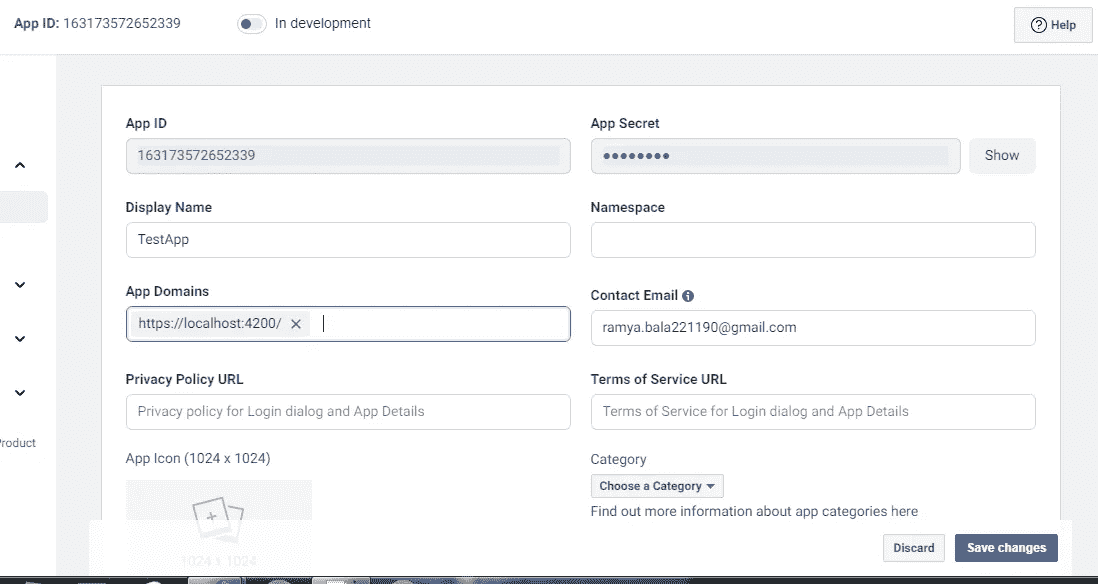 App ID: 163173572652339
In development
Help
App ID
App Secret
163173572652339
••••••••
Show
Display Name
Namespace
TestApp
App Domains
Contact Email
https://localhost:4200/
ramya.bala221190@gmail.com
Privacy Policy URL
Terms of Service URL
Privacy policy for Login dialog and App Details
Terms of Service for Login dialog and App Details
Product
App Icon (1024 x 1024)
Category
Choose a Category
Find out more information about app categories here
1024 x 1024
Discard
Save changes